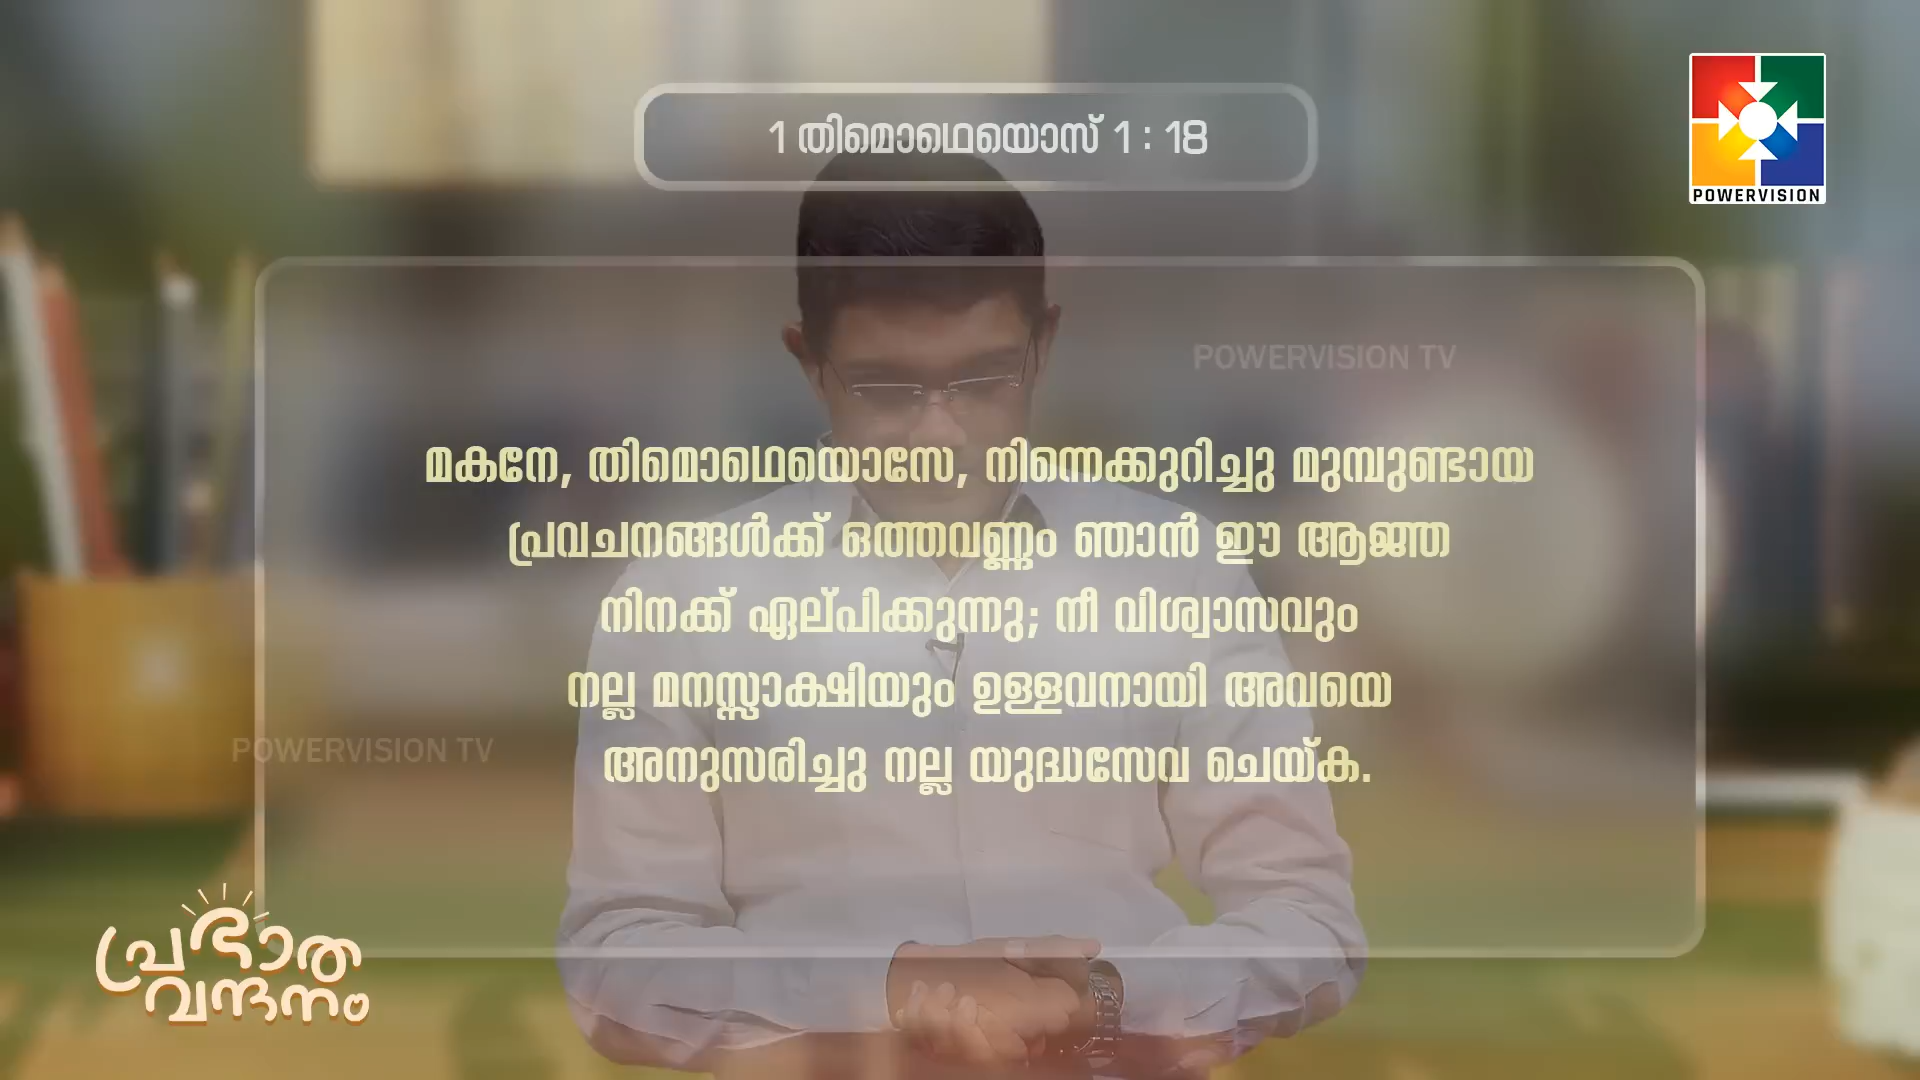 1 തിമൊഥെയൊസ് 1 : 18
POWERVISION
POWERVISION TV
മകനേ, തിമൊഥെയൊസേ, നിന്നെക്കുറിച്ചു മുമ്പുണ്ടായ
പ്രവചനങ്ങൾക്ക് ഒത്തവണ്ണം ഞാൻ ഈ ആജ്ഞ
നിനക്ക് ഏല്പിക്കുന്നു; നീ വിശ്വാസവും
നല്ല മനസ്സാക്ഷിയും ഉള്ളവനായി അവയെ
POWERVISION TV
അനുസരിച്ചു നല്ല യുദ്ധസേവ ചെയ്ക.
പ്രഭാത
വന്ദനം